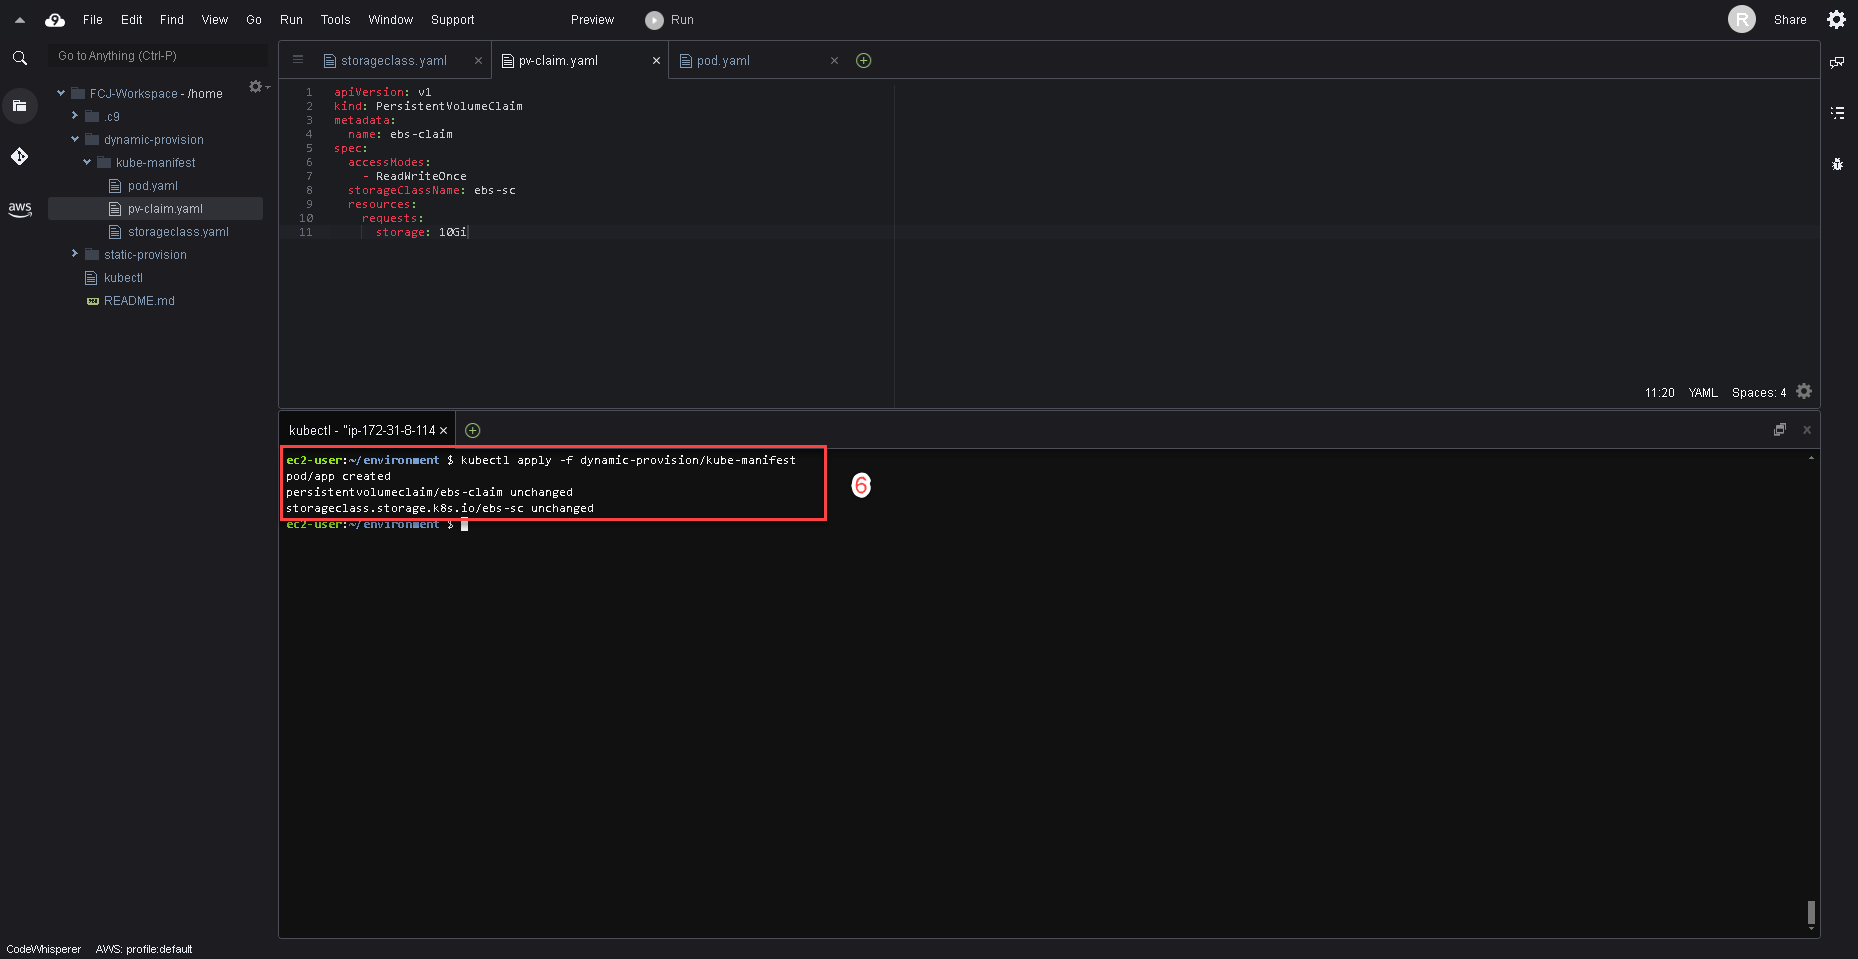 File Edit Find View Go Run Tools Window Support Preview Run R Share
Go to Anything (Ctrl-P)
FCJ-Workspace - /home
.c9
dynamic-provision
kube-manifest
pod.yaml
pv-claim.yaml
storageclass.yaml
static-provision
kubectl
README.md
aws
storageclass.yaml pv-claim.yaml pod.yaml
1 apiVersion: v1
2 kind: PersistentVolumeClaim
3 metadata:
4 name: ebs-claim
5 spec:
6 accessModes:
7 - ReadWriteOnce
8 storageClassName: ebs-sc
9 resources:
10 requests:
11 storage: 10Gi
11:20 YAML Spaces: 4
kubectl - "ip-172-31-8-114
ec2-user:~/environment $ kubectl apply -f dynamic-provision/kube-manifest
pod/app created
persistentvolumeclaim/ebs-claim unchanged
storageclass.storage.k8s.io/ebs-sc unchanged
ec2-user:~/environment $
6
CodeWhisperer AWS: profile:default